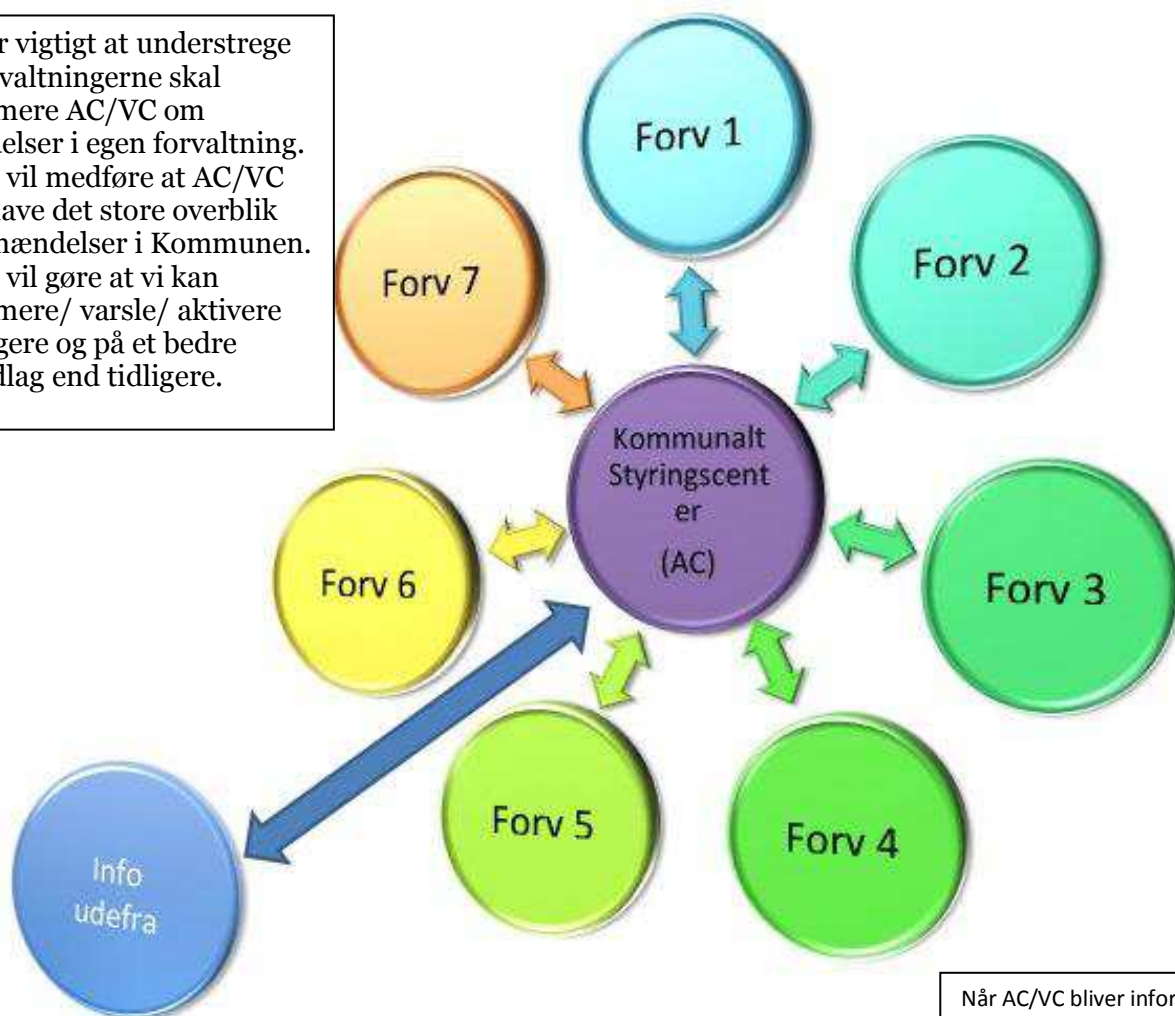 r vigtigt at understrege
valtningerne skal
mere AC/VC om
delser i egen forvaltning.
vil medføre at AC/VC
ave det store overblik
hændelser i Kommunen.
vil gøre at vi kan
mere/ varsle/ aktivere
gere og på et bedre
dlag end tidligere.
Forv 1
Forv 2
Forv 7
Kommunalt
Styringscent
er
(AC)
Forv 3
Forv 6
Forv 5
Forv 4
Info
udefra
Når AC/VC bliver infor